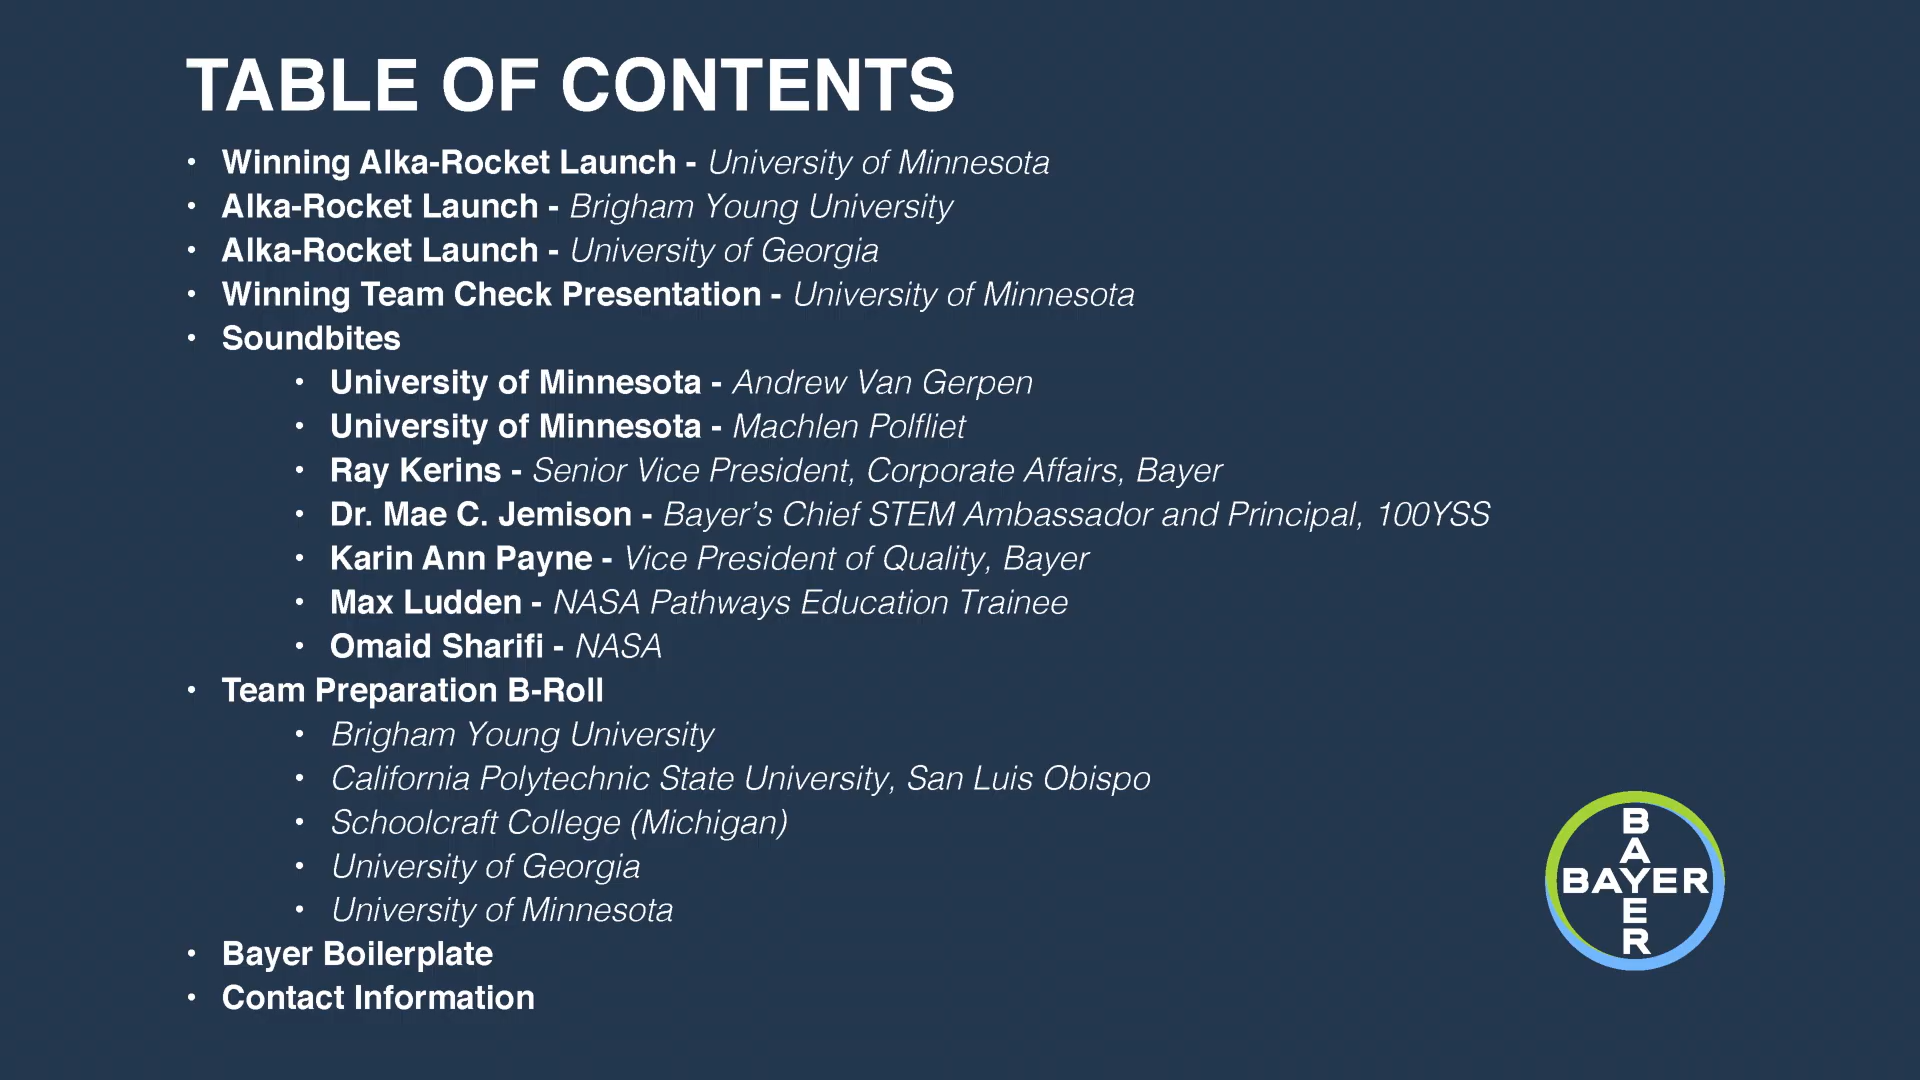 TABLE OF CONTENTS
• Winning Alka-Rocket Launch - University of Minnesota
• Alka-Rocket Launch - Brigham Young University
• Alka-Rocket Launch - University of Georgia
• Winning Team Check Presentation - University of Minnesota
• Soundbites
• University of Minnesota - Andrew Van Gerpen
• University of Minnesota - Machlen Polfliet
• Ray Kerins - Senior Vice President, Corporate Affairs, Bayer
• Dr. Mae C. Jemison - Bayer’s Chief STEM Ambassador and Principal, 100YSS
• Karin Ann Payne - Vice President of Quality, Bayer
• Max Ludden - NASA Pathways Education Trainee
• Omaid Sharifi - NASA
• Team Preparation B-Roll
• Brigham Young University
• California Polytechnic State University, San Luis Obispo
• Schoolcraft College (Michigan)
• University of Georgia
• University of Minnesota
• Bayer Boilerplate
• Contact Information
BAYER
BAYER